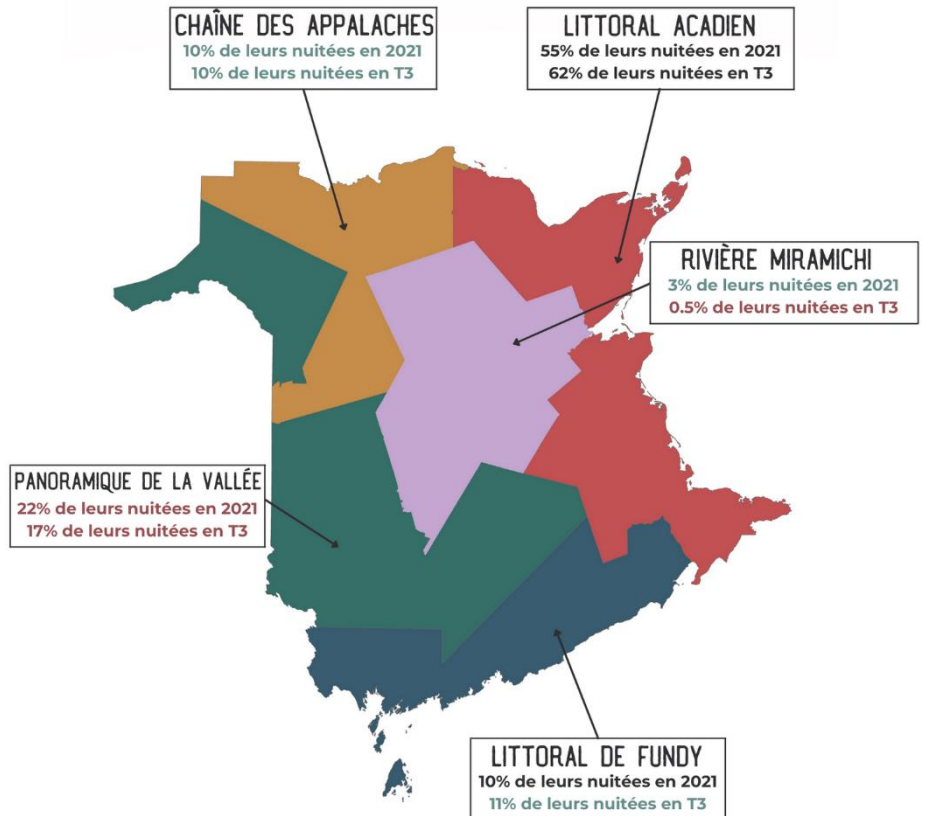 CHAÎNE DES APPALACHES
10% de leurs nuitées en 2021
10% de leurs nuitées en T3
LITTORAL ACADIEN
55% de leurs nuitées en 2021
62% de leurs nuitées en T3
RIVIÈRE MIRAMICHI
3% de leurs nuitées en 2021
0.5% de leurs nuitées en T3
PANORAMIQUE DE LA VALLÉE
22% de leurs nuitées en 2021
17% de leurs nuitées en T3
LITTORAL DE FUNDY
10% de leurs nuitées en 2021
11% de leurs nuitées en T3